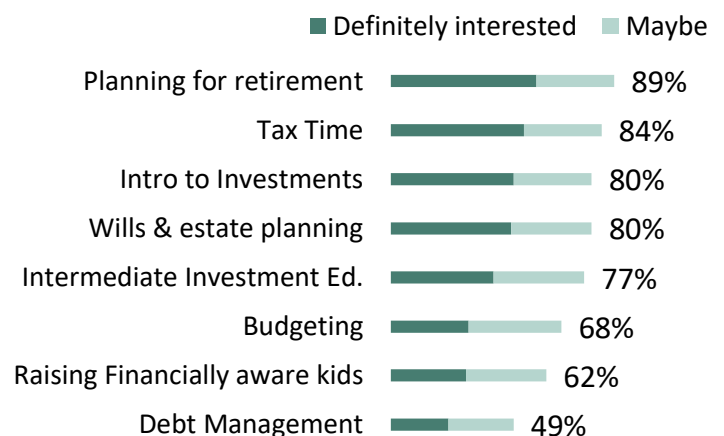 Definitely interested Maybe
Planning for retirement 89%
Tax Time 84%
Intro to Investments 80%
Wills & estate planning 80%
Intermediate Investment Ed. 77%
Budgeting 68%
Raising Financially aware kids 62%
Debt Management 49%